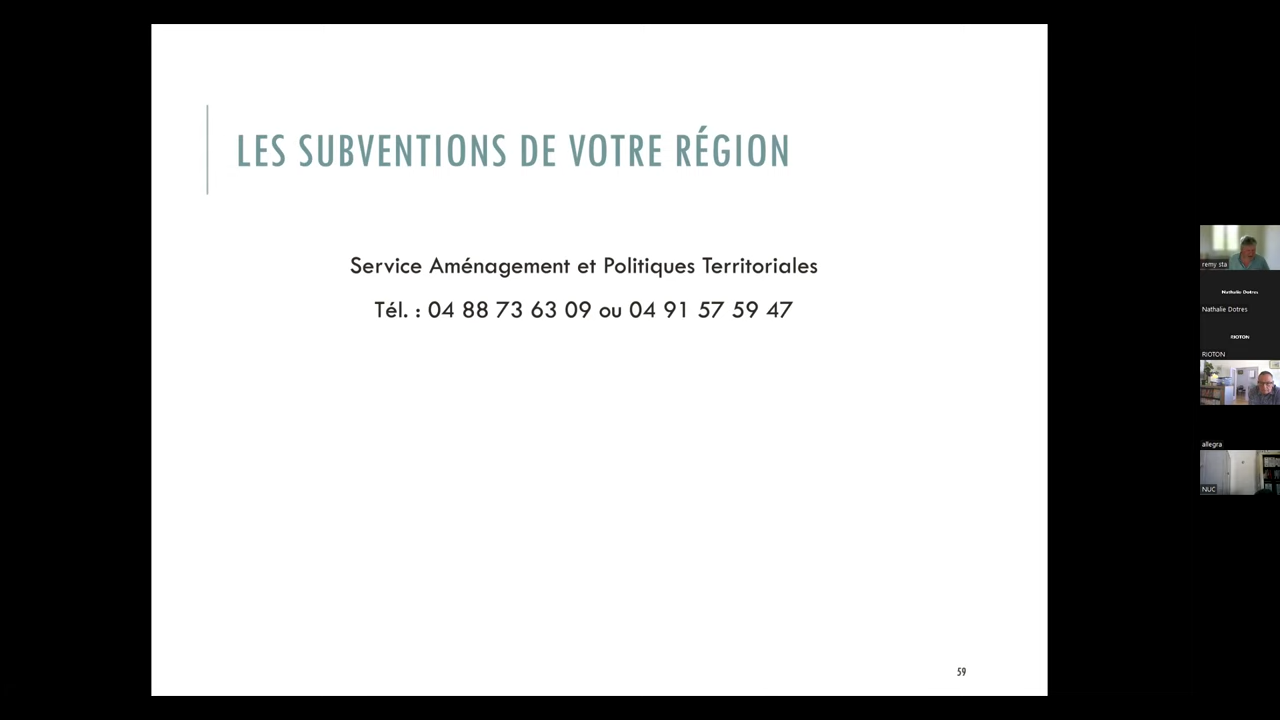 LES SUBVENTIONS DE VOTRE RÉGION
Service Aménagement et Politiques Territoriales
Tél. : 04 88 73 63 09 ou 04 91 57 59 47
59
remy sta
Nathalie Dotres
Nathalie Dotres
RIOTON
RIOTON
allegra
NUC